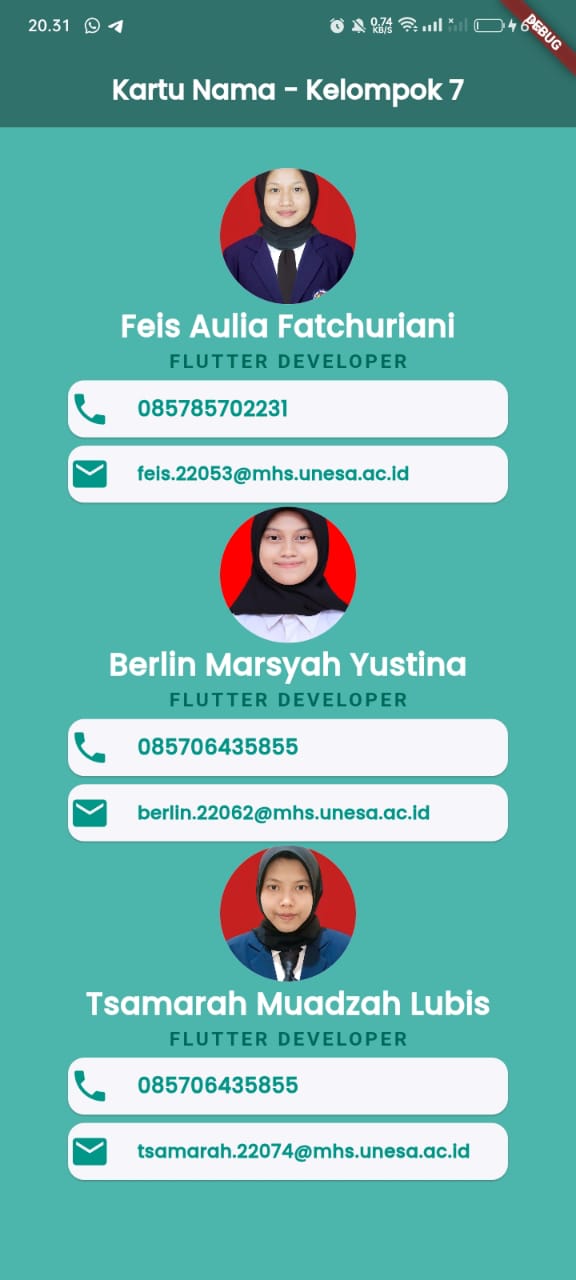 20.31
0.74
KB/S
DEBUG
Kartu Nama - Kelompok 7
Feis Aulia Fatchuriani
FLUTTER DEVELOPER
085785702231
feis.22053@mhs.unesa.ac.id
Berlin Marsyah Yustina
FLUTTER DEVELOPER
085706435855
berlin.22062@mhs.unesa.ac.id
Tsamarah Muadzah Lubis
FLUTTER DEVELOPER
085706435855
tsamarah.22074@mhs.unesa.ac.id